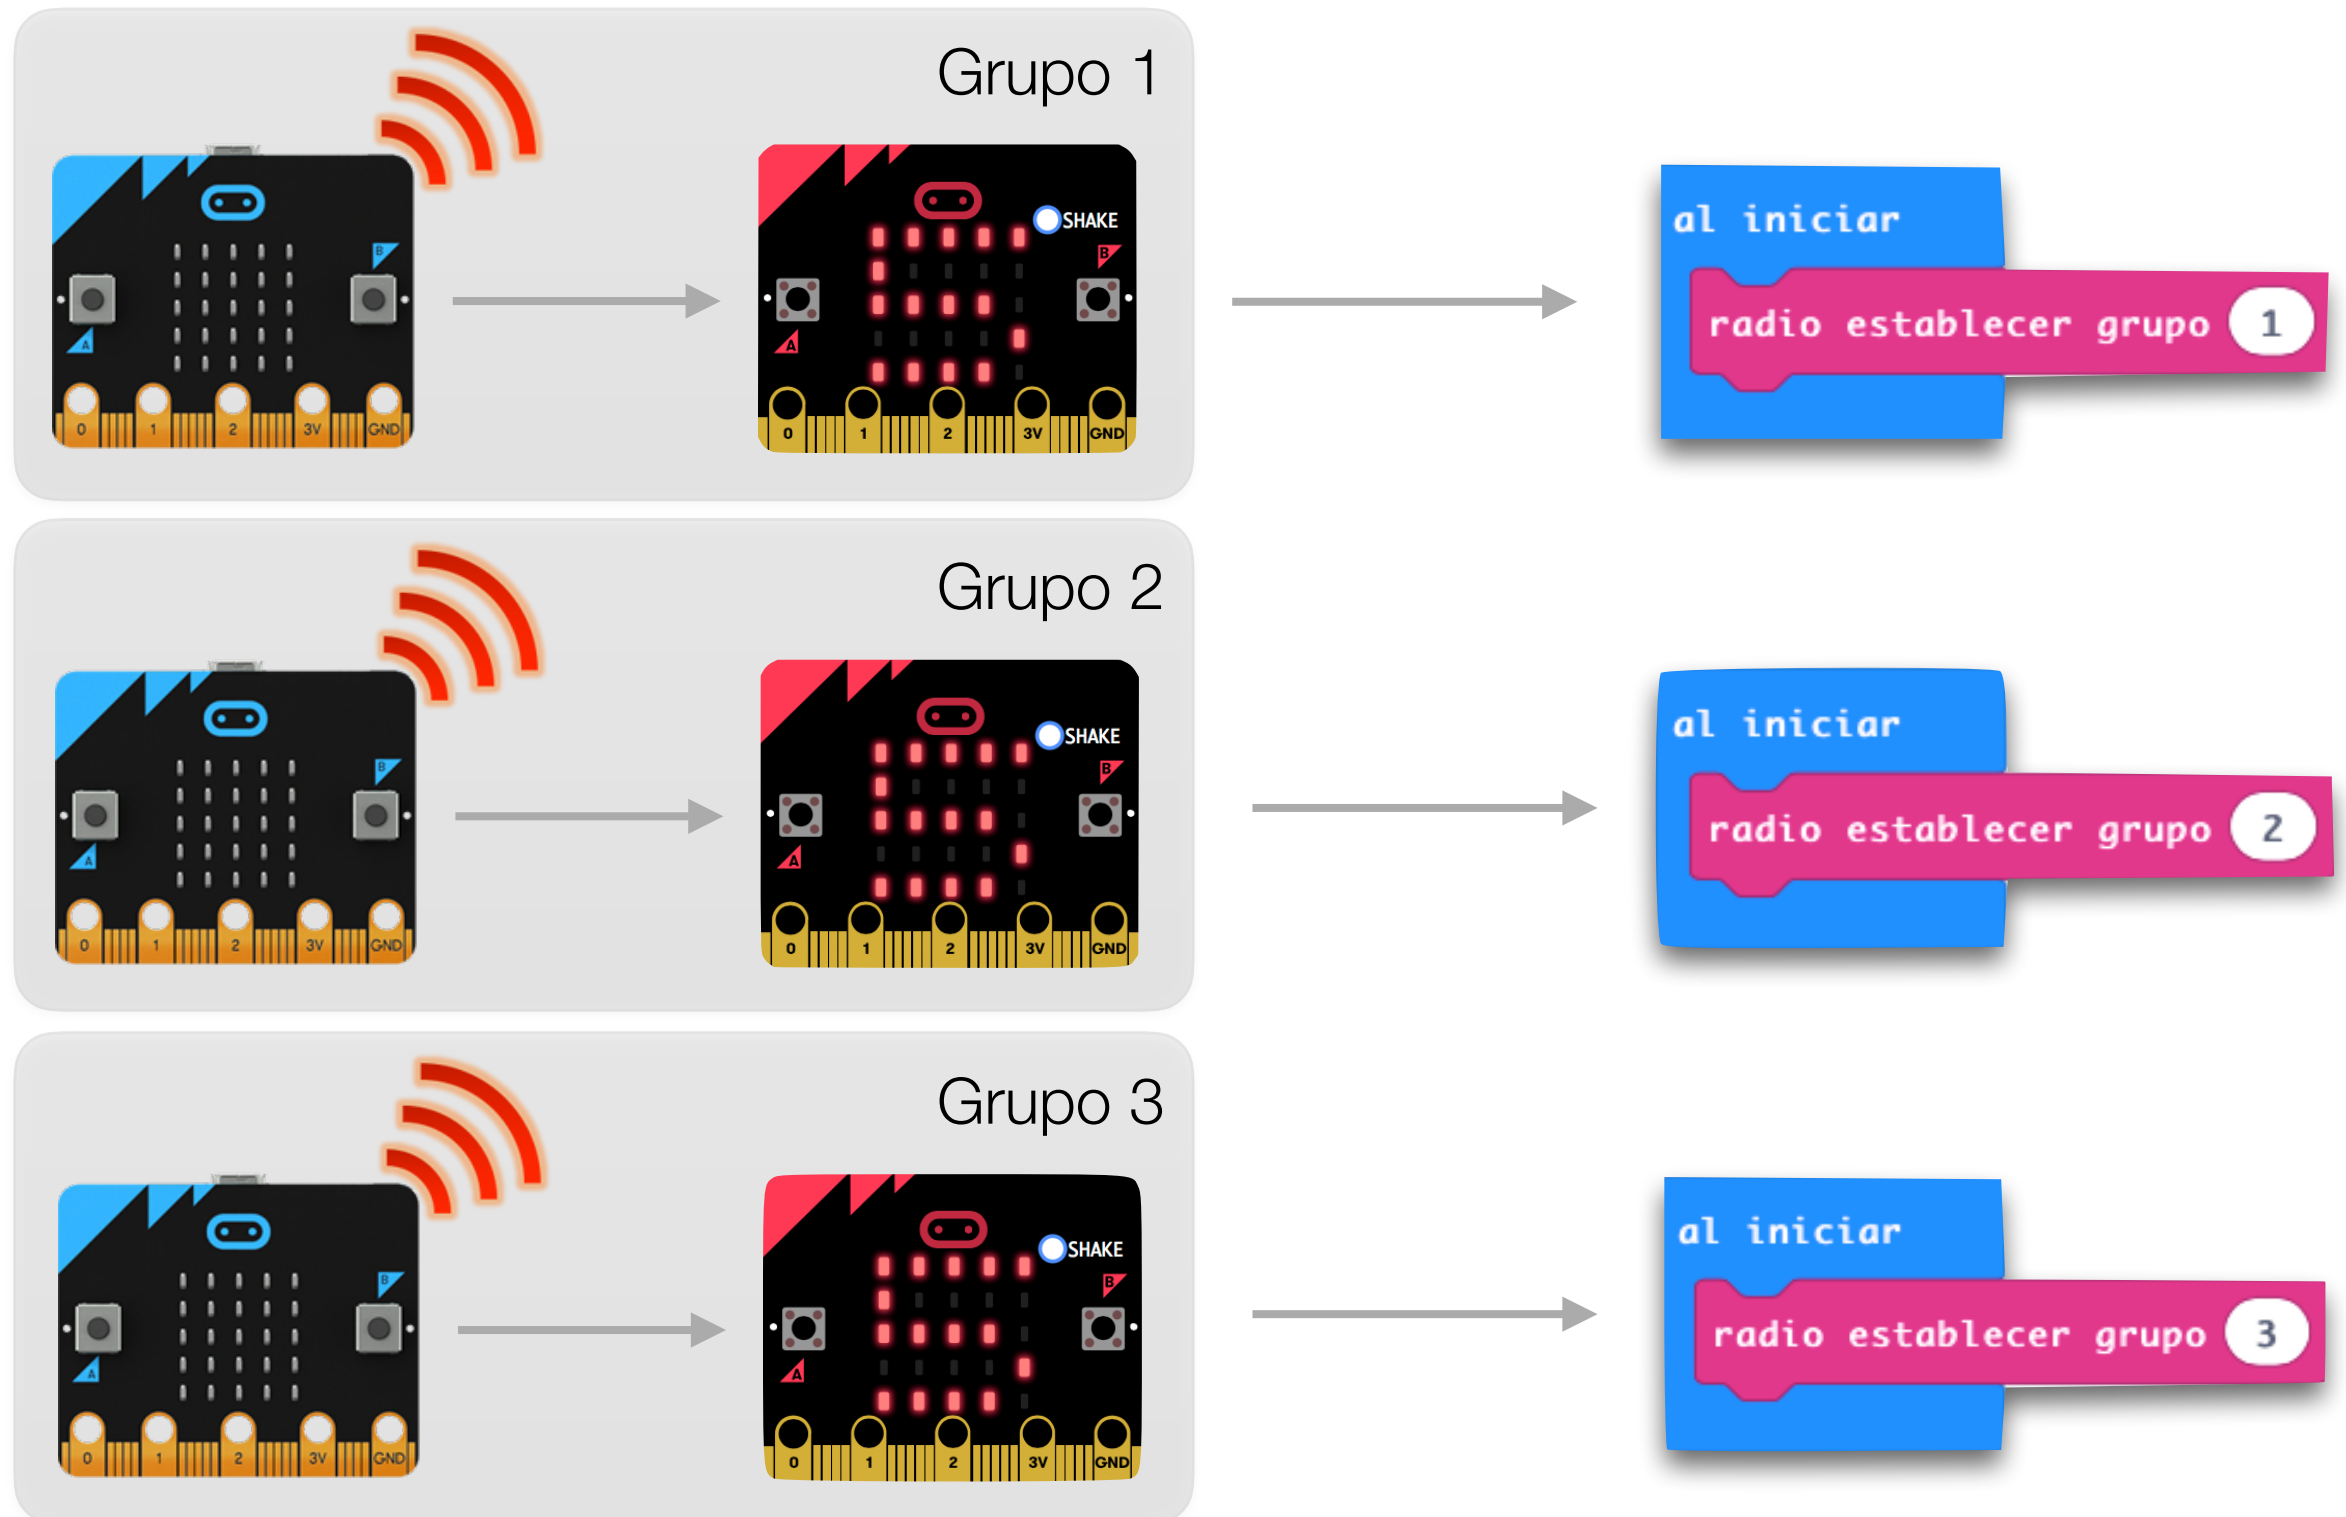 Grupo 1
B
A
0 1 2 3V GND
SHAKE
B
A
0 1 2 3V GND
al iniciar
radio establecer grupo 1
Grupo 2
B
A
0 1 2 3V GND
SHAKE
B
A
0 1 2 3V GND
al iniciar
radio establecer grupo 2
Grupo 3
B
A
0 1 2 3V GND
SHAKE
B
A
0 1 2 3V GND
al iniciar
radio establecer grupo 3